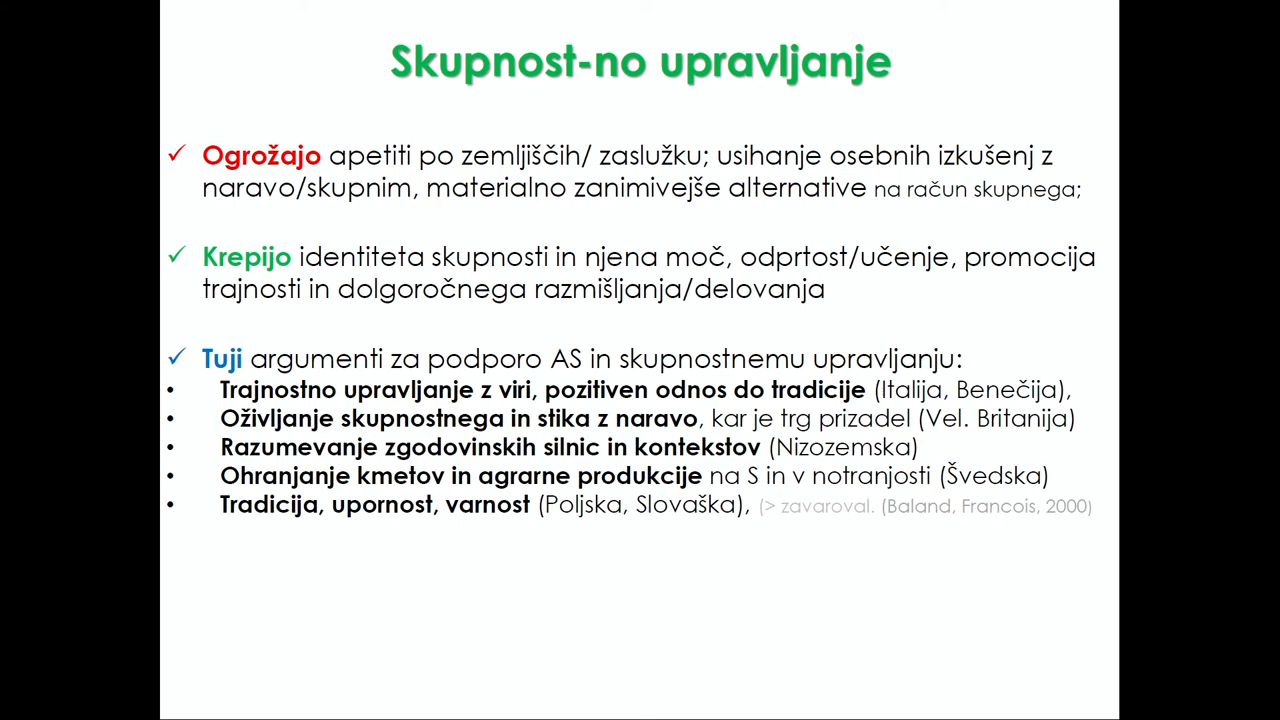 Skupnost-no upravljanje
✓ Ogrožajo apetiti po zemljiščih/ zaslužku; usihanje osebnih izkušenj z
naravo/skupnim, materialno zanimivejše alternative na račun skupnega;
✓ Krepijo identiteta skupnosti in njena moč, odprtost/učenje, promocija
trajnosti in dolgoročnega razmišljanja/delovanja
✓ Tuji argumenti za podporo AS in skupnostnemu upravljanju:
• Trajnostno upravljanje z viri, pozitiven odnos do tradicije (Italija, Benečija),
• Oživljanje skupnostnega in stika z naravo, kar je trg prizadel (Vel. Britanija)
• Razumevanje zgodovinskih silnic in kontekstov (Nizozemska)
• Ohranjanje kmetov in agrarne produkcije na S in v notranjosti (Švedska)
• Tradicija, upornost, varnost (Poljska, Slovaška), (> zavaroval. (Baland, Francois, 2000)